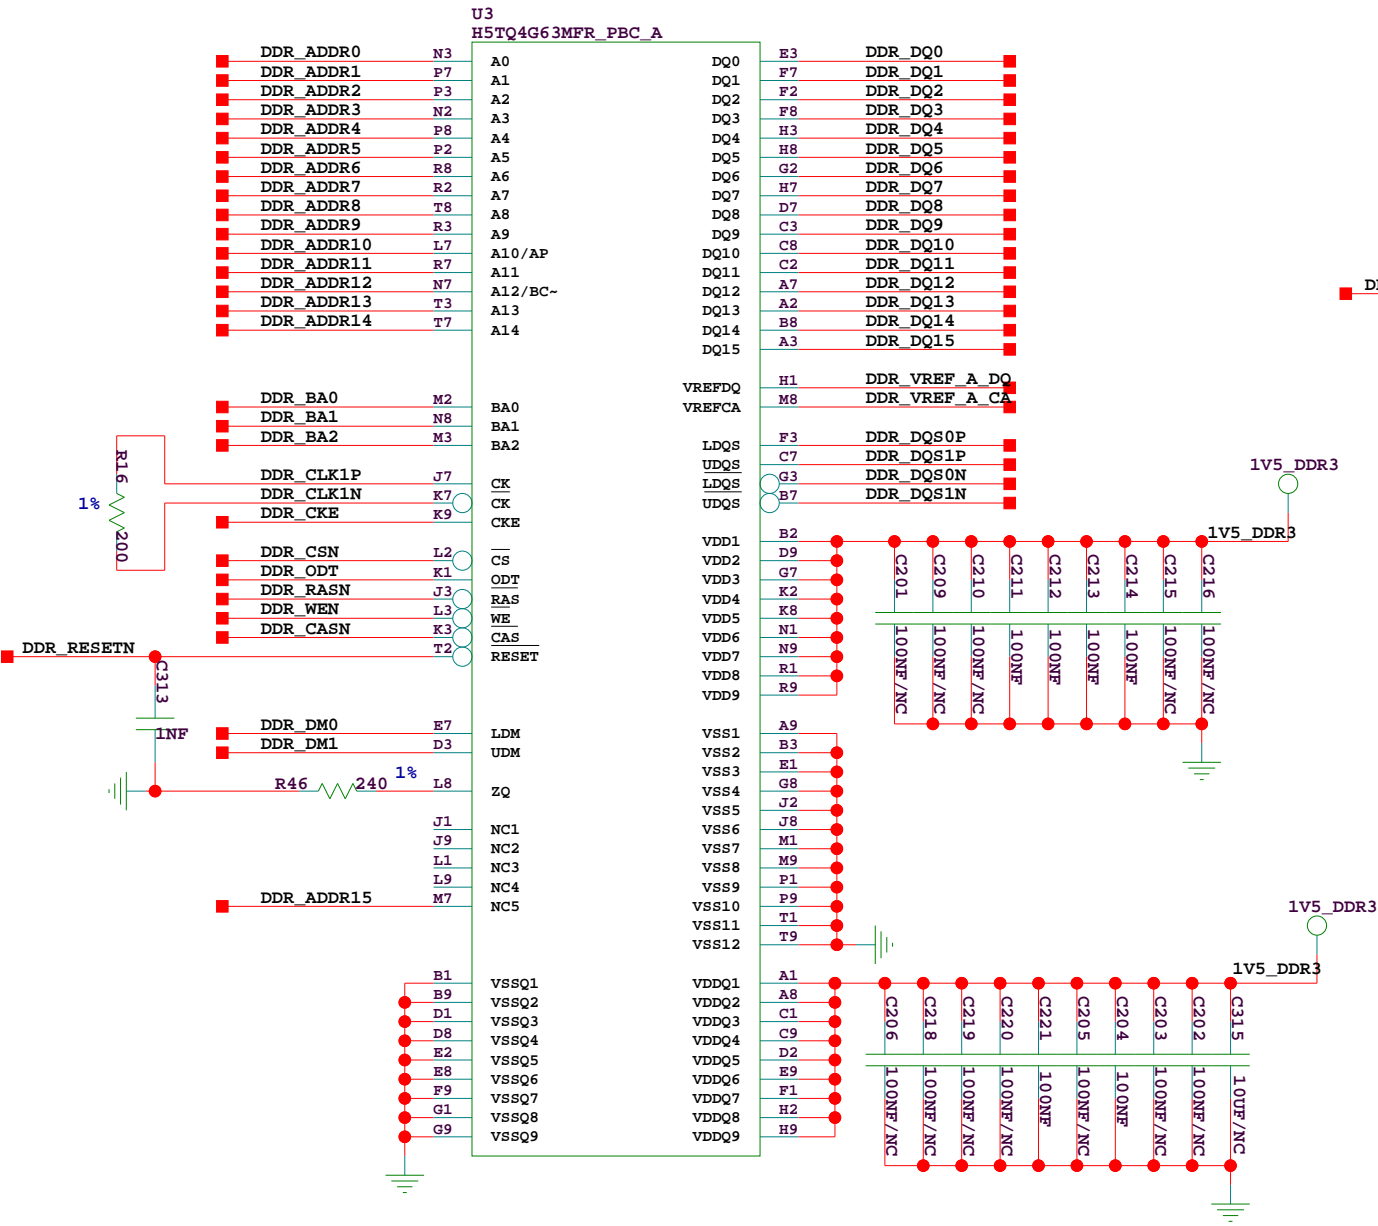 U3
H5TQ4G63MFR_PBC_A
DDR_ADDR0 N3 A0 DQ0 E3 DDR_DQ0
DDR_ADDR1 P7 A1 DQ1 F7 DDR_DQ1
DDR_ADDR2 P3 A2 DQ2 F2 DDR_DQ2
DDR_ADDR3 N2 A3 DQ3 F8 DDR_DQ3
DDR_ADDR4 P8 A4 DQ4 H3 DDR_DQ4
DDR_ADDR5 P2 A5 DQ5 H8 DDR_DQ5
DDR_ADDR6 R8 A6 DQ6 G2 DDR_DQ6
DDR_ADDR7 R2 A7 DQ7 H7 DDR_DQ7
DDR_ADDR8 T8 A8 DQ8 D7 DDR_DQ8
DDR_ADDR9 R3 A9 DQ9 C3 DDR_DQ9
DDR_ADDR10 L7 A10/AP DQ10 C8 DDR_DQ10
DDR_ADDR11 R7 A11 DQ11 C2 DDR_DQ11
DDR_ADDR12 N7 A12/BC~ DQ12 A7 DDR_DQ12
DDR_ADDR13 T3 A13 DQ13 A2 DDR_DQ13
DDR_ADDR14 T7 A14 DQ14 B8 DDR_DQ14
DQ15 A3 DDR_DQ15
VREFDQ H1 DDR_VREF_A_DQ
DDR_BA0 M2 BA0 VREFCA M8 DDR_VREF_A_CA
DDR_BA1 N8 BA1
DDR_BA2 M3 BA2 LDQS F3 DDR_DQS0P
UDQS C7 DDR_DQS1P
R16 1% 200
DDR_CLK1P J7 CK LDQS G3 DDR_DQS0N
DDR_CLK1N K7 CK UDQS B7 DDR_DQS1N
DDR_CKE K9 CKE
1V5_DDR3
1V5_DDR3
VDD1 B2
DDR_CSN L2 CS VDD2 D9
DDR_ODT K1 ODT VDD3 G7
DDR_RASN J3 RAS VDD4 K2
DDR_WEN L3 WE VDD5 K8
DDR_CASN K3 CAS VDD6 N1
DDR_RESETN T2 RESET VDD7 N9
VDD8 R1
VDD9 R9
C201 C209 C210 C211 C212 C213 C214 C215 C216
100NF/NC 100NF/NC 100NF/NC 100NF 100NF 100NF 100NF 100NF/NC 100NF/NC
C313
1NF
DDR_DM0 E7 LDM VSS1 A9
DDR_DM1 D3 UDM VSS2 B3
VSS3 E1
R46 240 1% L8 ZQ VSS4 G8
VSS5 J2
J1 NC1 VSS6 J8
J9 NC2 VSS7 M1
L1 NC3 VSS8 M9
L9 NC4 VSS9 P1
DDR_ADDR15 M7 NC5 VSS10 P9
VSS11 T1
VSS12 T9
1V5_DDR3
1V5_DDR3
B1 VSSQ1 VDDQ1 A1
B9 VSSQ2 VDDQ2 A8
D1 VSSQ3 VDDQ3 C1
D8 VSSQ4 VDDQ4 C9
E2 VSSQ5 VDDQ5 D2
E8 VSSQ6 VDDQ6 E9
F9 VSSQ7 VDDQ7 F1
G1 VSSQ8 VDDQ8 H2
G9 VSSQ9 VDDQ9 H9
C206 C218 C219 C220 C221 C205 C204 C203 C202 C315
100NF/NC 100NF/NC 100NF/NC 100NF/NC 100NF 100NF/NC 100NF 100NF/NC 100NF/NC 10UF/NC